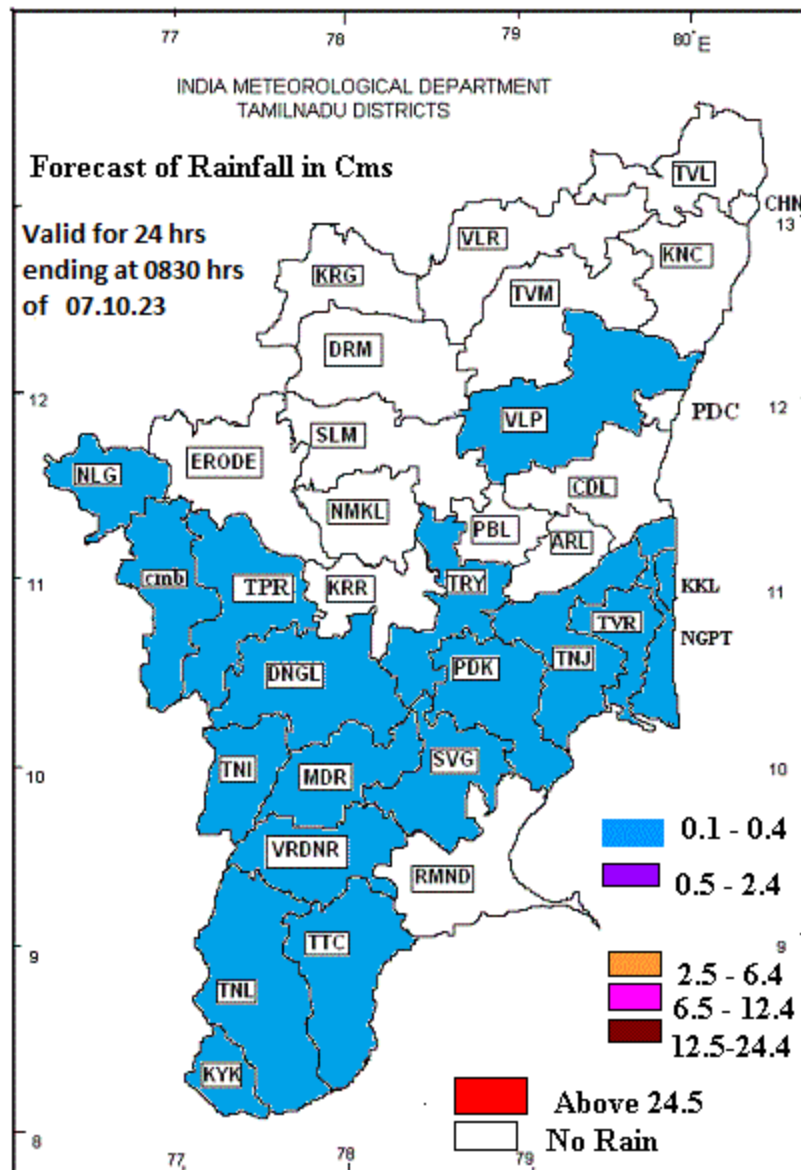 77 78 79 80°E
INDIA METEOROLOGICAL DEPARTMENT
TAMILNADU DISTRICTS
Forecast of Rainfall in Cms
TVL
CHN
13
Valid for 24 hrs
ending at 0830 hrs
of 07.10.23
VLR
KNC
KRG
TVM
DRM
12
12
VLP
PDC
SLM
ERODE
NLG
CDL
NMKL
PBL
ARL
11
cmb
TPR
KRR
TRY
KKL
11
TVR
NGPT
DNGL
PDK
TNJ
10
TNI
MDR
SVG
10
0.1 - 0.4
VRDNR
RMND
0.5 - 2.4
9
TTC
9
2.5 - 6.4
TNL
6.5 - 12.4
12.5-24.4
KYK
Above 24.5
8
No Rain
77 78 79